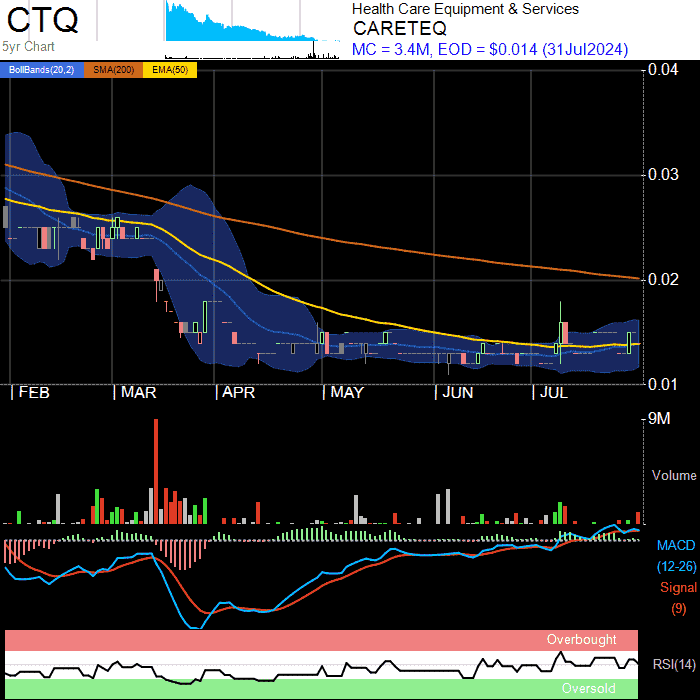 CTQ
5yr Chart
Health Care Equipment & Services
CARETEQ
MC = 3.4M, EOD = $0.014 (31Jul2024)
BollBands(20,2) SMA(200) EMA(50)
0.04
0.03
0.02
0.01
FEB MAR APR MAY JUN JUL
9M
Volume
MACD
(12-26)
Signal
(9)
Overbought
RSI(14)
Oversold